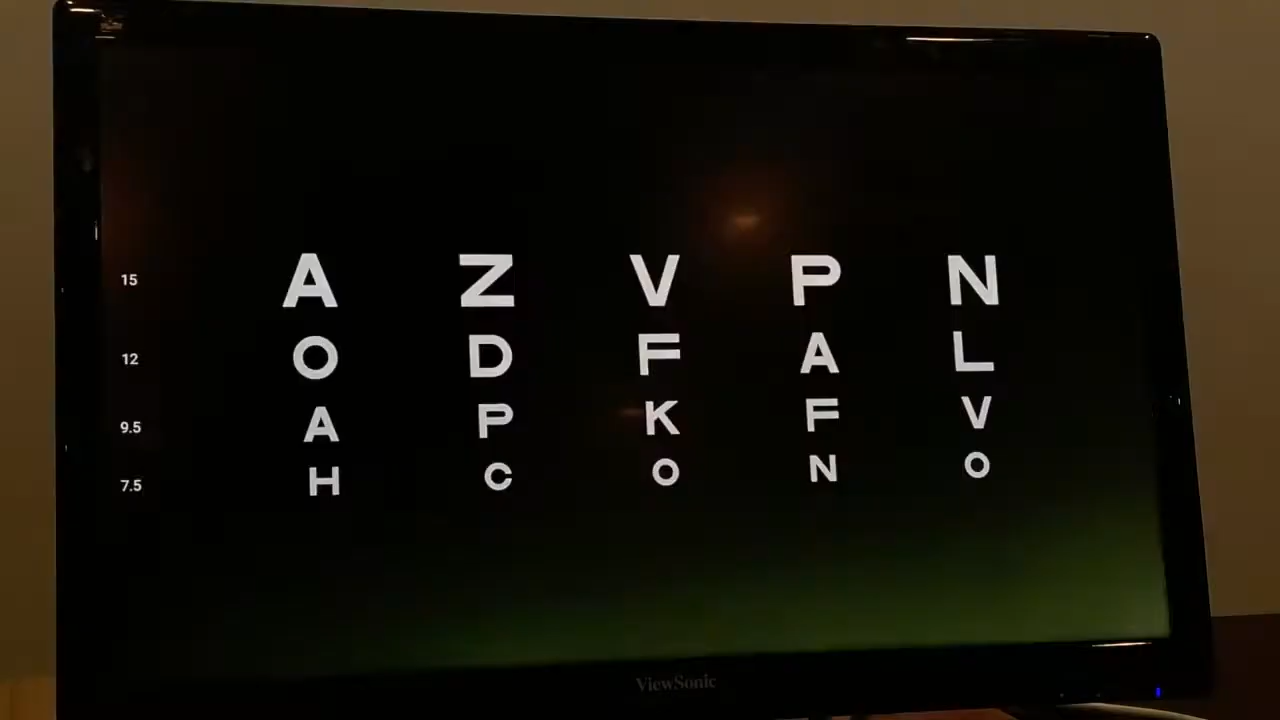 15 A Z V P N
12 O D F A L
9.5 A P K F V
7.5 H C O N O
ViewSonic